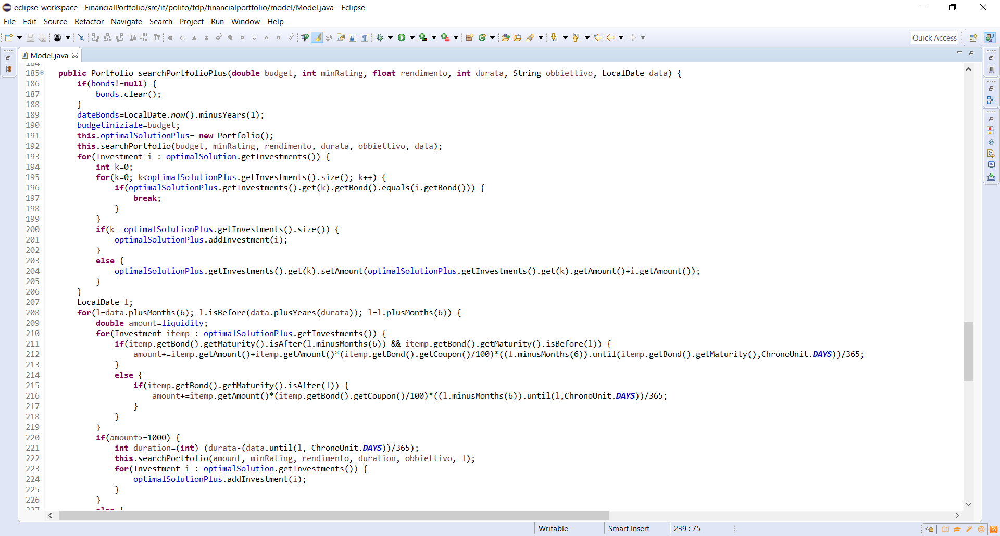 eclipse-workspace - FinancialPortfolio/src/it/polito/tdp/financialportfolio/model/Model.java - Eclipse
File Edit Source Refactor Navigate Search Project Run Window Help
Quick Access
Model.java
184
185 public Portfolio searchPortfolioPlus(double budget, int minRating, float rendimento, int durata, String obbiettivo, LocalDate data) {
186 if(bonds!=null) {
187 bonds.clear();
188 }
189 dateBonds=LocalDate.now().minusYears(1);
190 budgetiniziale=budget;
191 this.optimalSolutionPlus= new Portfolio();
192 this.searchPortfolio(budget, minRating, rendimento, durata, obbiettivo, data);
193 for(Investment i : optimalSolution.getInvestments()) {
194 int k=0;
195 for(k=0; k<optimalSolutionPlus.getInvestments().size(); k++) {
196 if(optimalSolutionPlus.getInvestments().get(k).getBond().equals(i.getBond())) {
197 break;
198 }
199 }
200 if(k==optimalSolutionPlus.getInvestments().size()) {
201 optimalSolutionPlus.addInvestment(i);
202 }
203 else {
204 optimalSolutionPlus.getInvestments().get(k).setAmount(optimalSolutionPlus.getInvestments().get(k).getAmount()+i.getAmount());
205 }
206 }
207 LocalDate l;
208 for(l=data.plusMonths(6); l.isBefore(data.plusYears(durata)); l=l.plusMonths(6)) {
209 double amount=liquidity;
210 for(Investment itemp : optimalSolutionPlus.getInvestments()) {
211 if(itemp.getBond().getMaturity().isAfter(l.minusMonths(6)) && itemp.getBond().getMaturity().isBefore(l)) {
212 amount+=itemp.getAmount()+itemp.getAmount()*(itemp.getBond().getCoupon()/100)*((l.minusMonths(6)).until(itemp.getBond().getMaturity(),ChronoUnit.DAYS))/365;
213 }
214 else {
215 if(itemp.getBond().getMaturity().isAfter(l)) {
216 amount+=itemp.getAmount()*(itemp.getBond().getCoupon()/100)*((l.minusMonths(6)).until(l,ChronoUnit.DAYS))/365;
217 }
218 }
219 }
220 if(amount>=1000) {
221 int duration=(int) (durata-(data.until(l, ChronoUnit.DAYS))/365);
222 this.searchPortfolio(amount, minRating, rendimento, duration, obbiettivo, l);
223 for(Investment i : optimalSolution.getInvestments()) {
224 optimalSolutionPlus.addInvestment(i);
225 }
226 }
227 else {
Writable Smart Insert 239 : 75